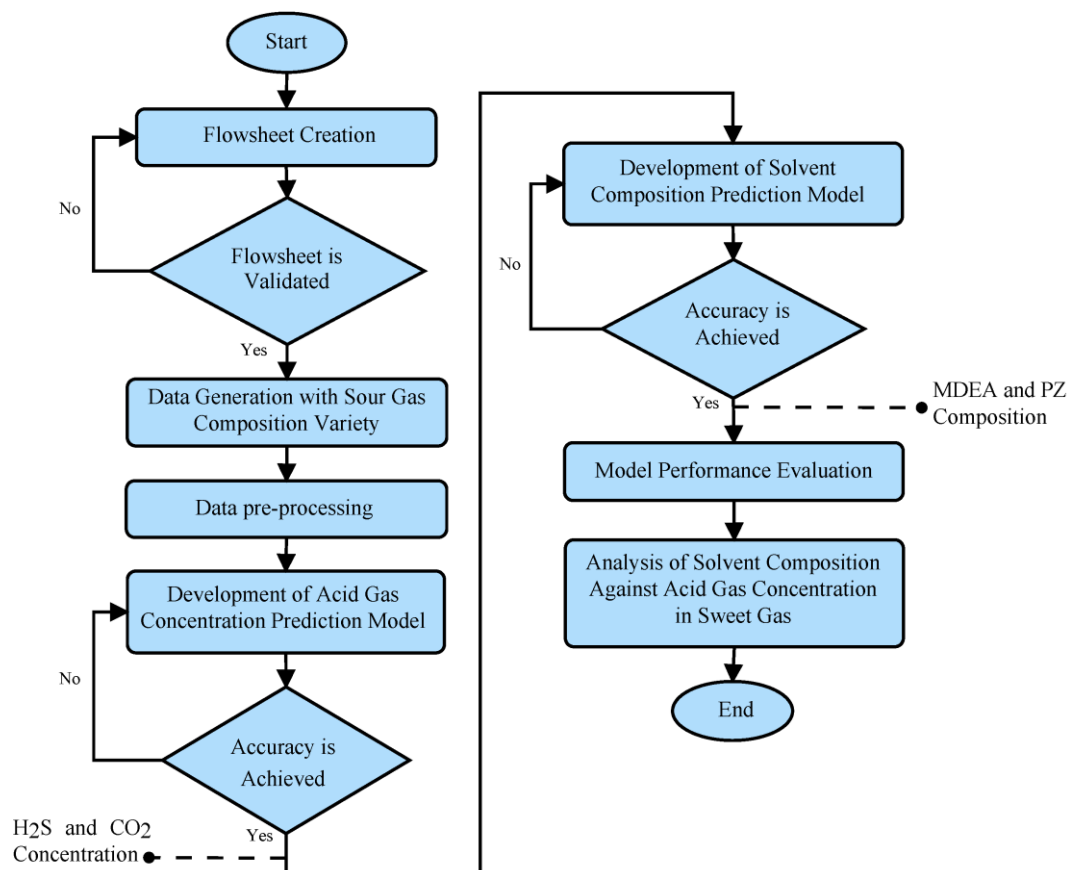 Start
Flowsheet Creation
No
Flowsheet is
Validated
Yes
Data Generation with Sour Gas
Composition Variety
Data pre-processing
Development of Acid Gas
Concentration Prediction Model
No
Accuracy is
Achieved
Yes
H2S and CO2
Concentration
Development of Solvent
Composition Prediction Model
No
Accuracy is
Achieved
Yes
MDEA and PZ
Composition
Model Performance Evaluation
Analysis of Solvent Composition
Against Acid Gas Concentration
in Sweet Gas
End